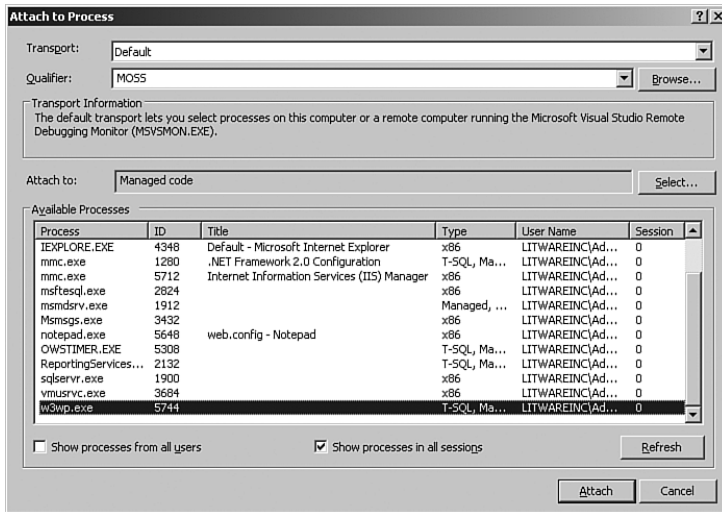 Attach to Process
Transport: Default
Qualifier: MOSS Browse...
Transport Information
The default transport lets you select processes on this computer or a remote computer running the Microsoft Visual Studio Remote
Debugging Monitor (MSVSMON.EXE).
Attach to: Managed code Select...
Available Processes
Process ID Title Type User Name Session
IEXPLORE.EXE 4348 Default - Microsoft Internet Explorer x86 LITWAREINC\Ad... 0
mmc.exe 1280 .NET Framework 2.0 Configuration T-SQL, Ma... LITWAREINC\Ad... 0
mmc.exe 5712 Internet Information Services (IIS) Manager x86 LITWAREINC\Ad... 0
msftesql.exe 2824 x86 LITWAREINC\Ad... 0
msmdsrv.exe 1912 Managed, ... LITWAREINC\Ad... 0
Msmsgs.exe 3432 x86 LITWAREINC\Ad... 0
notepad.exe 5648 web.config - Notepad x86 LITWAREINC\Ad... 0
OWSTIMER.EXE 5308 T-SQL, Ma... LITWAREINC\Ad... 0
ReportingServices... 2132 T-SQL, Ma... LITWAREINC\Ad... 0
sqlservr.exe 1900 x86 LITWAREINC\Ad... 0
vmusrvc.exe 3684 x86 LITWAREINC\Ad... 0
w3wp.exe 5744 T-SQL, Ma... LITWAREINC\Ad... 0
Show processes from all users Show processes in all sessions Refresh
Attach Cancel